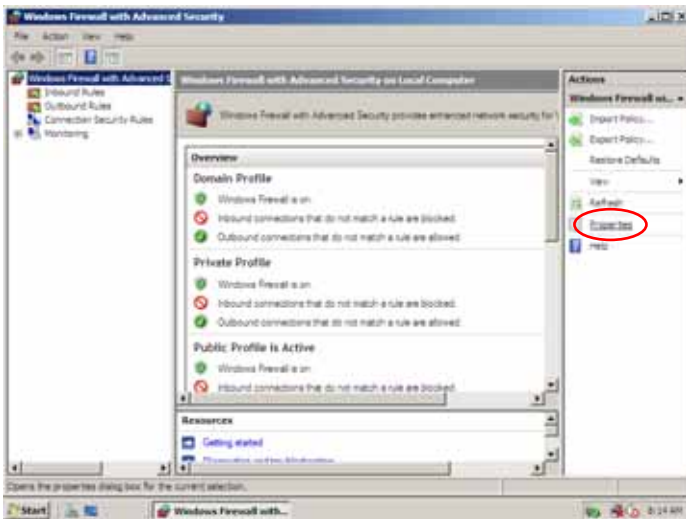 Windows Firewall with Advanced Security
File Action View Help
Windows Firewall with Advanced S
Inbound Rules
Outbound Rules
Connection Security Rules
Monitoring
Windows Firewall with Advanced Security on Local Computer
Windows Firewall with Advanced Security provides enhanced network security for
Overview
Domain Profile
Windows Firewall is on
Inbound connections that do not match a rule are blocked.
Outbound connections that do not match a rule are allowed.
Private Profile
Windows Firewall is on
Inbound connections that do not match a rule are blocked.
Outbound connections that do not match a rule are allowed.
Public Profile is Active
Windows Firewall is on
Inbound connections that do not match a rule are blocked.
Resources
Getting started
Actions
Windows Firewall wi...
Import Policy...
Export Policy...
Restore Defaults
View
Refresh
Properties
Help
Opens the properties dialog box for the current selection.
Start
Windows Firewall with...
8:14 AM